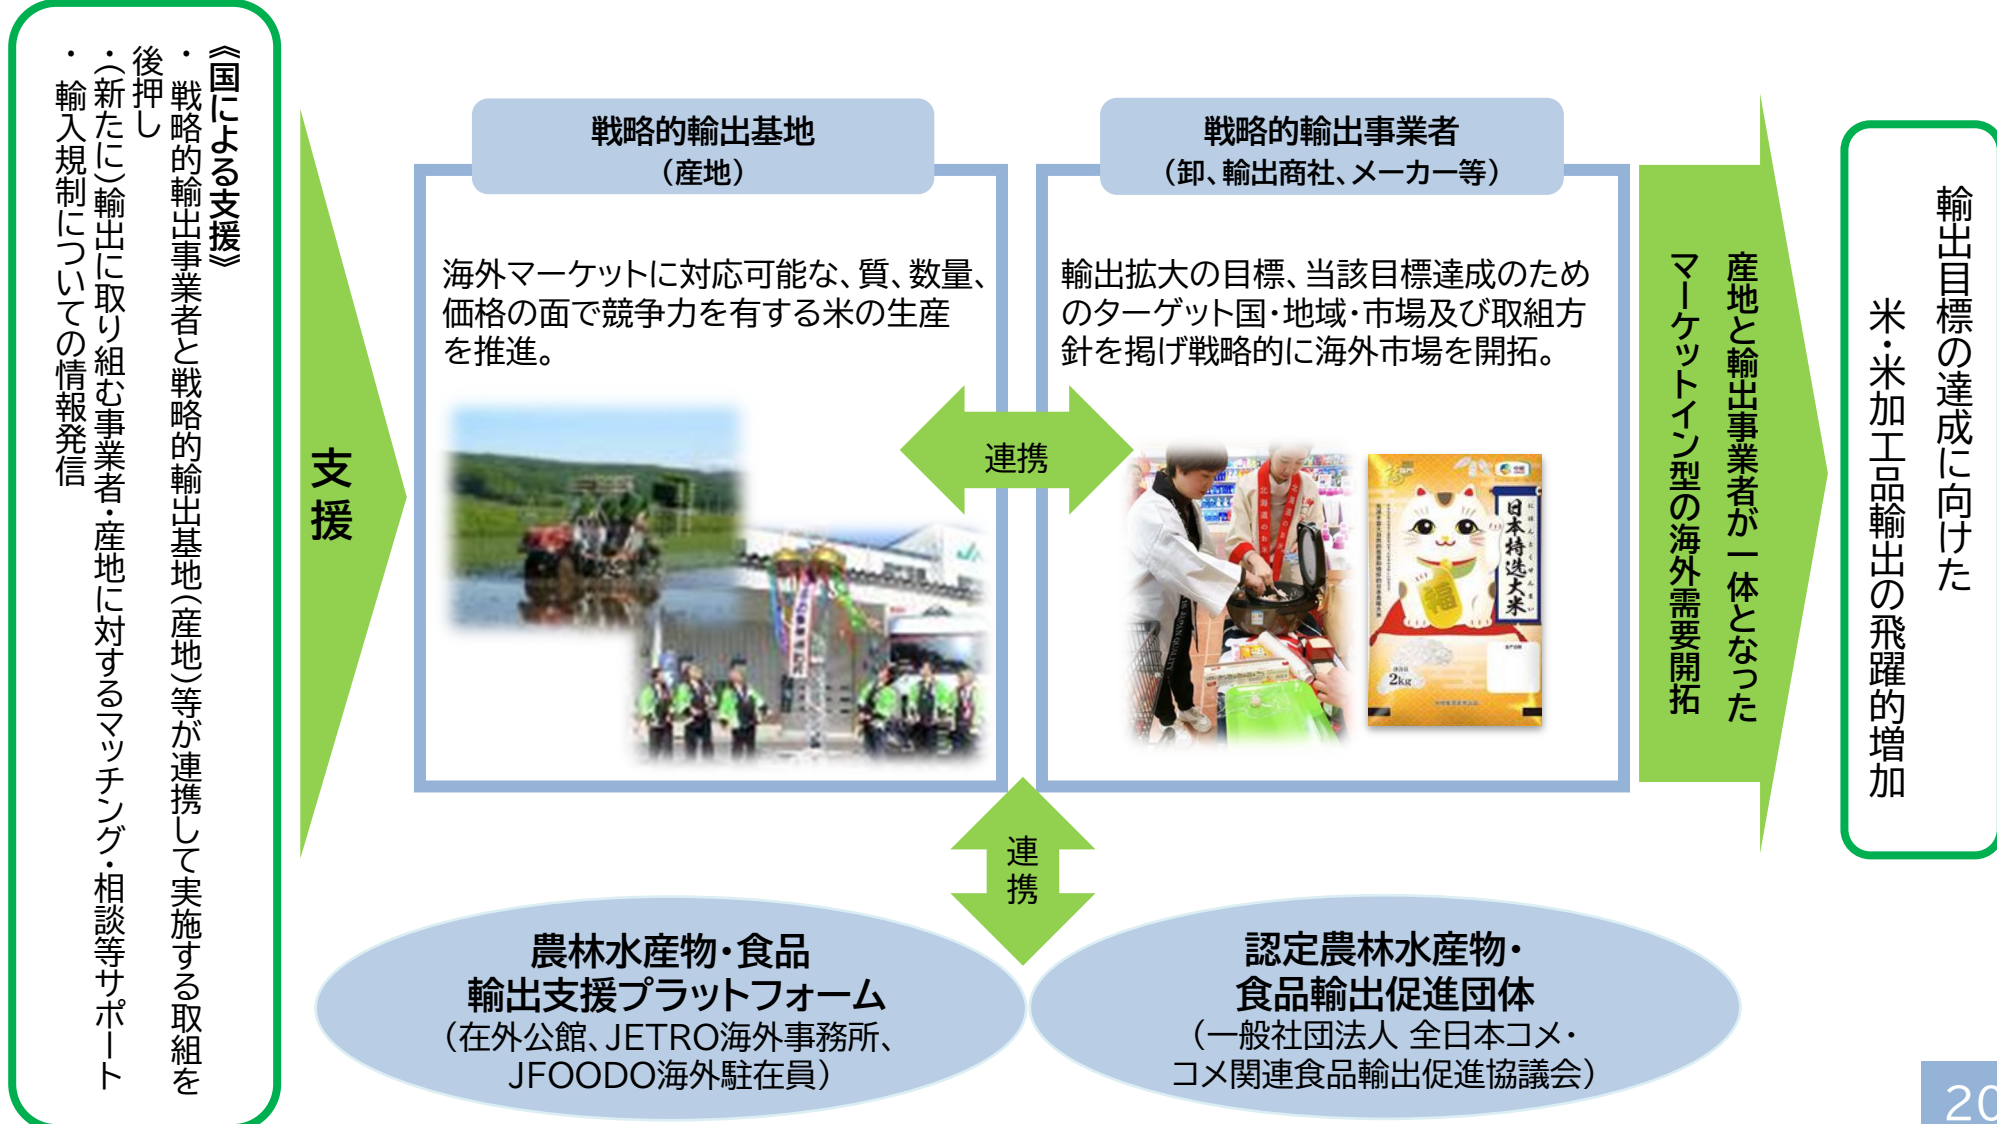 《国による支援》
・ 戦略的輸出事業者と戦略的輸出基地（産地）等が連携して実施する取組を
後押し
・（新たに）輸出に取り組む事業者・産地に対するマッチング・相談等サポート
・ 輸入規制についての情報発信
支援
戦略的輸出基地
（産地）
海外マーケットに対応可能な、質、数量、
価格の面で競争力を有する米の生産
を推進。
連携
戦略的輸出事業者
（卸、輸出商社、メーカー等）
輸出拡大の目標、当該目標達成のため
のターゲット国・地域・市場及び取組方
針を掲げ戦略的に海外市場を開拓。
北海道のお米
日本特选大米
にほんとくせんまい
福
2kg
連携
農林水産物・食品
輸出支援プラットフォーム
（在外公館、JETRO海外事務所、
JFOODO海外駐在員）
認定農林水産物・
食品輸出促進団体
（一般社団法人 全日本コメ・
コメ関連食品輸出促進協議会）
産地と輸出事業者が一体となった
マーケットイン型の海外需要開拓
輸出目標の達成に向けた
米・米加工品輸出の飛躍的増加
20